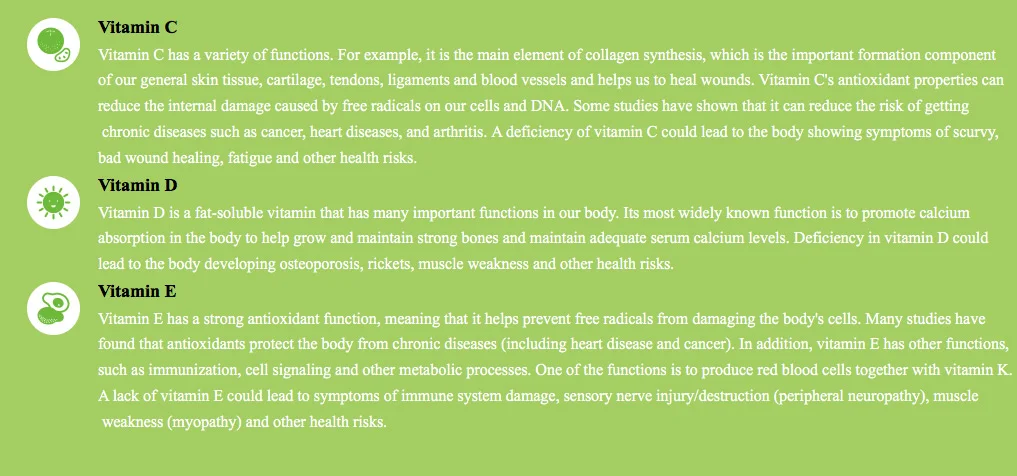 Vitamin C
Vitamin C has a variety of functions. For example, it is the main element of collagen synthesis, which is the important formation component
of our general skin tissue, cartilage, tendons, ligaments and blood vessels and helps us to heal wounds. Vitamin C's antioxidant properties can
reduce the internal damage caused by free radicals on our cells and DNA. Some studies have shown that it can reduce the risk of getting
chronic diseases such as cancer, heart diseases, and arthritis. A deficiency of vitamin C could lead to the body showing symptoms of scurvy,
bad wound healing, fatigue and other health risks.
Vitamin D
Vitamin D is a fat-soluble vitamin that has many important functions in our body. Its most widely known function is to promote calcium
absorption in the body to help grow and maintain strong bones and maintain adequate serum calcium levels. Deficiency in vitamin D could
lead to the body developing osteoporosis, rickets, muscle weakness and other health risks.
Vitamin E
Vitamin E has a strong antioxidant function, meaning that it helps prevent free radicals from damaging the body's cells. Many studies have
found that antioxidants protect the body from chronic diseases (including heart disease and cancer). In addition, vitamin E has other functions,
such as immunization, cell signaling and other metabolic processes. One of the functions is to produce red blood cells together with vitamin K.
A lack of vitamin E could lead to symptoms of immune system damage, sensory nerve injury/destruction (peripheral neuropathy), muscle
weakness (myopathy) and other health risks.